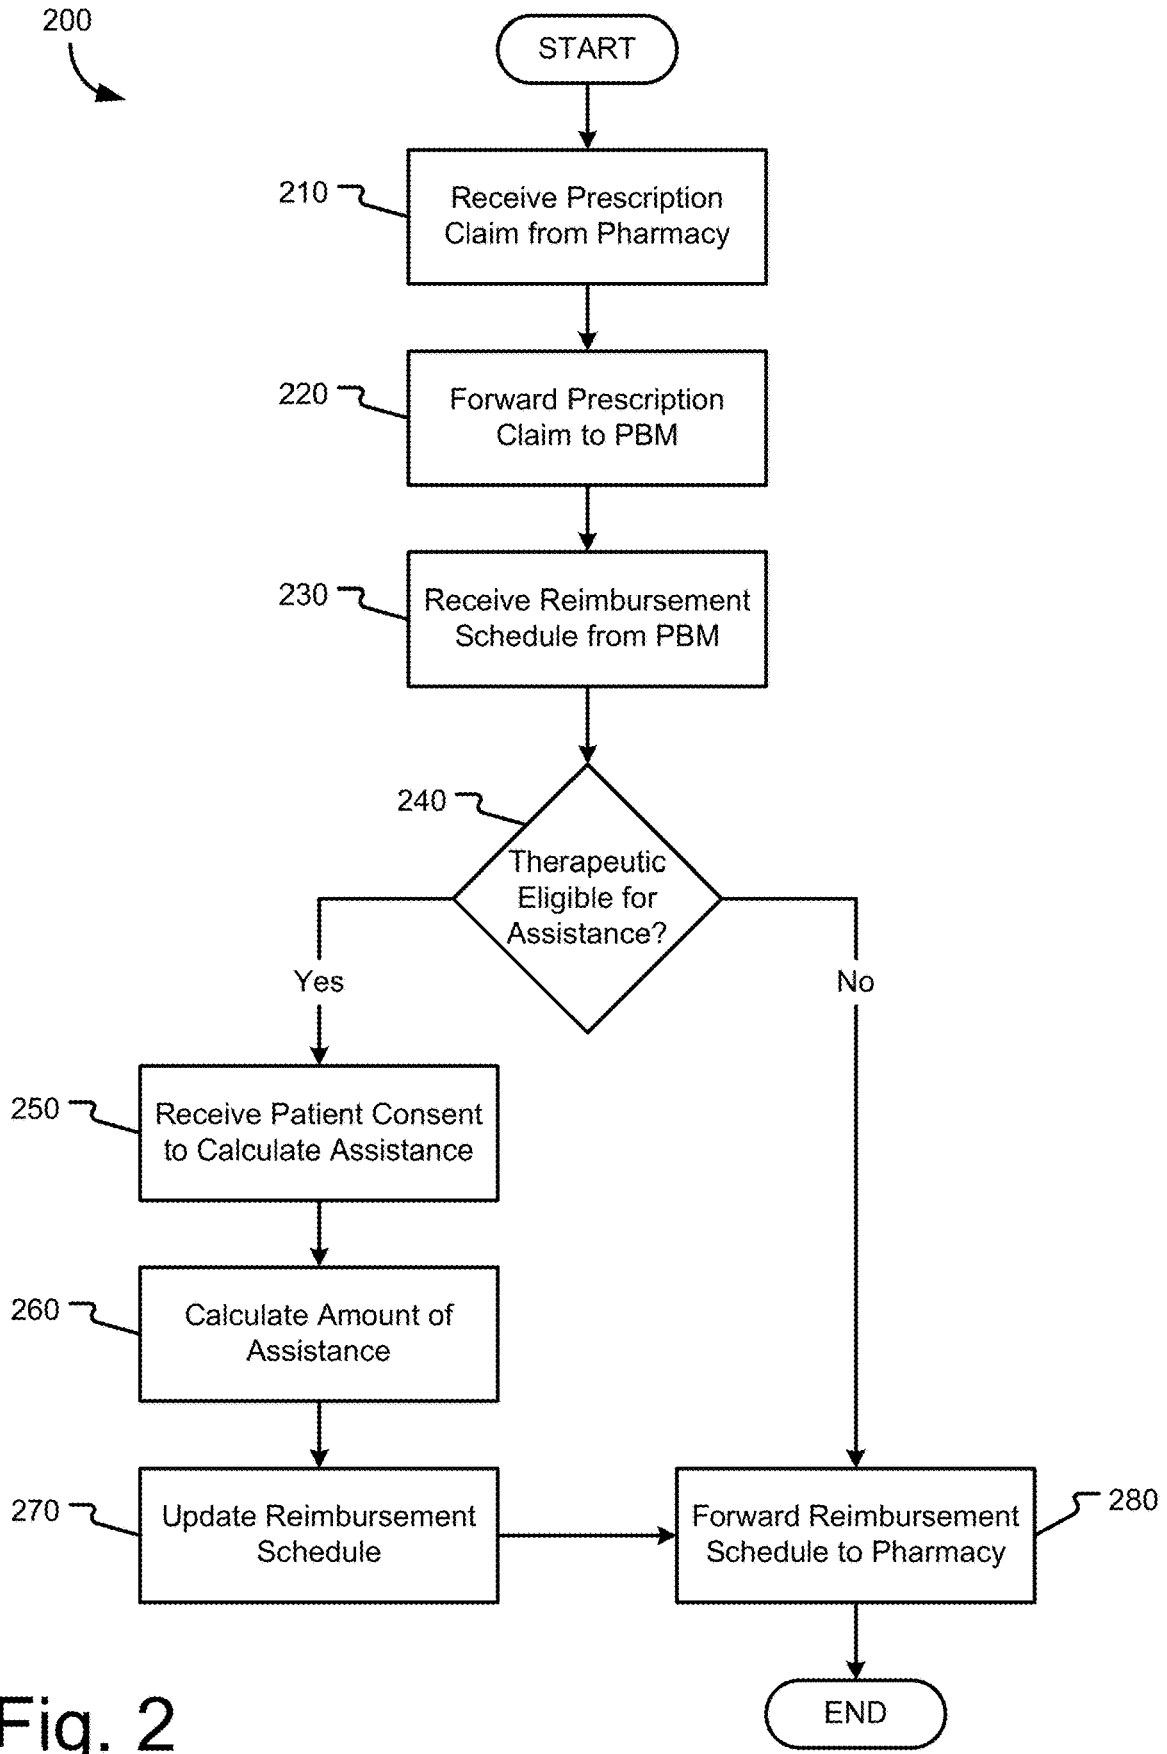 200
START
210
Receive Prescription
Claim from Pharmacy
220
Forward Prescription
Claim to PBM
230
Receive Reimbursement
Schedule from PBM
240
Therapeutic
Eligible for
Assistance?
Yes
No
250
Receive Patient Consent
to Calculate Assistance
260
Calculate Amount of
Assistance
270
Update Reimbursement
Schedule
Forward Reimbursement
Schedule to Pharmacy
280
END
Fig. 2